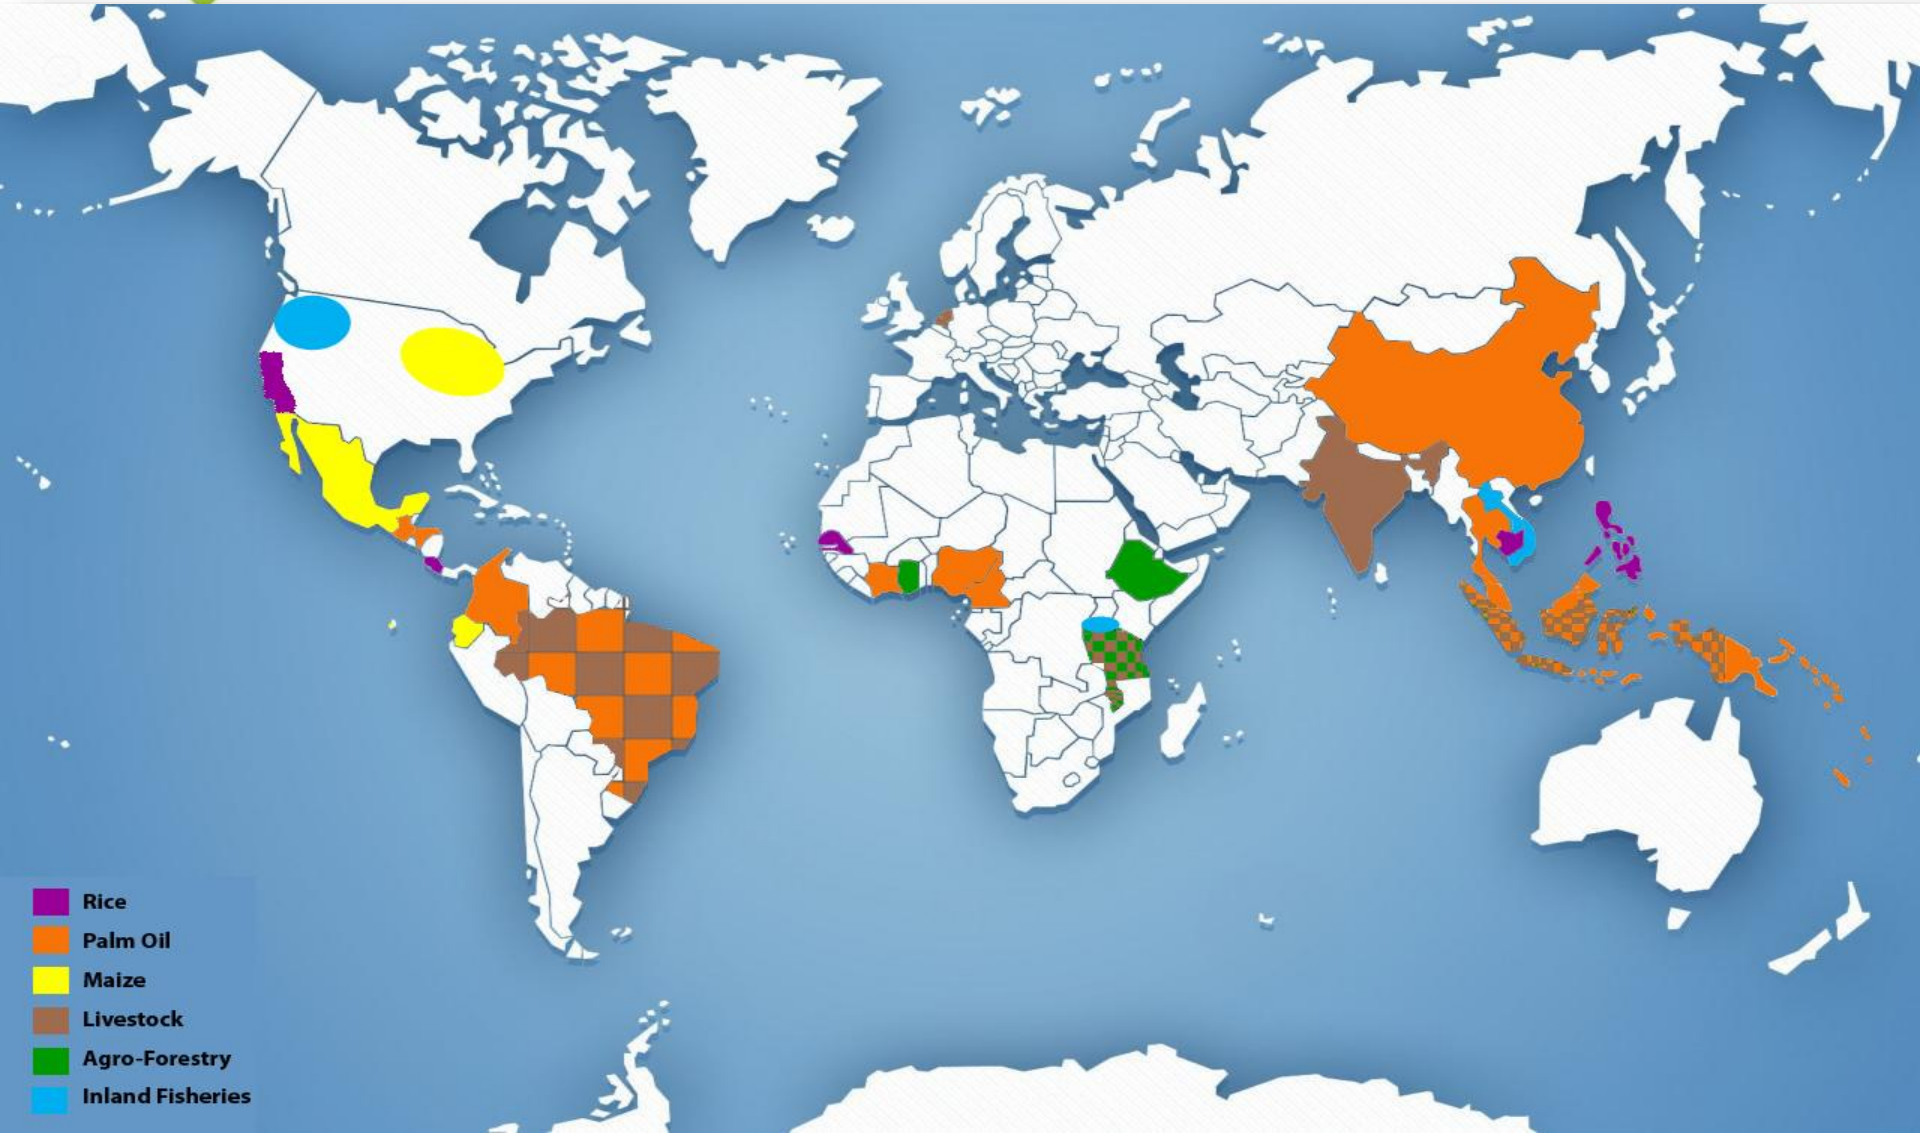 Rice
Palm Oil
Maize
Livestock
Agro-Forestry
Inland Fisheries